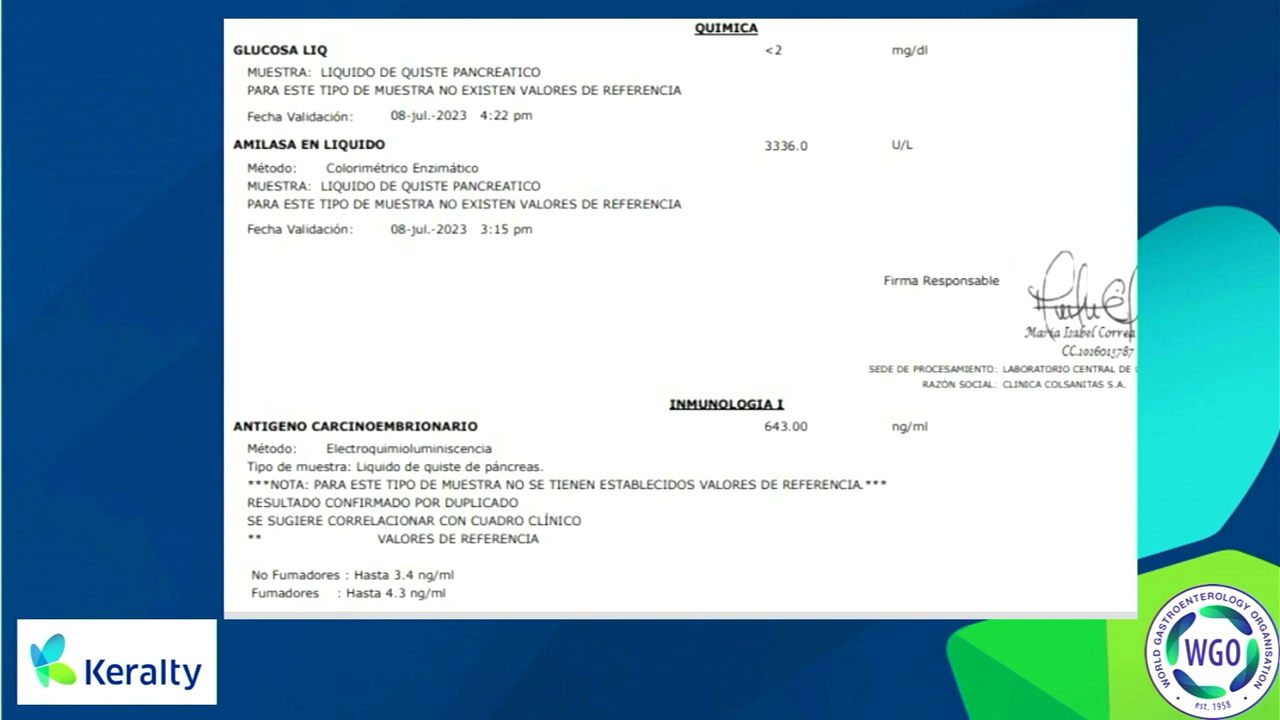 QUIMICA
GLUCOSA LIQ <2 mg/dl
MUESTRA: LIQUIDO DE QUISTE PANCREATICO
PARA ESTE TIPO DE MUESTRA NO EXISTEN VALORES DE REFERENCIA
Fecha Validación: 08-jul.-2023 4:22 pm
AMILASA EN LIQUIDO 3336.0 U/L
Método: Colorimétrico Enzimático
MUESTRA: LIQUIDO DE QUISTE PANCREATICO
PARA ESTE TIPO DE MUESTRA NO EXISTEN VALORES DE REFERENCIA
Fecha Validación: 08-jul.-2023 3:15 pm
Firma Responsable
María Isabel Correa
CC.1016015787
SEDE DE PROCESAMIENTO: LABORATORIO CENTRAL DE
RAZÓN SOCIAL: CLINICA COLSANITAS S.A.
INMUNOLOGIA I
ANTIGENO CARCINOEMBRIONARIO 643.00 ng/ml
Método: Electroquimioluminiscencia
Tipo de muestra: Liquido de quiste de páncreas.
***NOTA: PARA ESTE TIPO DE MUESTRA NO SE TIENEN ESTABLECIDOS VALORES DE REFERENCIA.***
RESULTADO CONFIRMADO POR DUPLICADO
SE SUGIERE CORRELACIONAR CON CUADRO CLÍNICO
** VALORES DE REFERENCIA
No Fumadores : Hasta 3.4 ng/ml
Fumadores : Hasta 4.3 ng/ml
Keralty
WORLD GASTROENTEROLOGY ORGANISATION
WGO
est. 1958